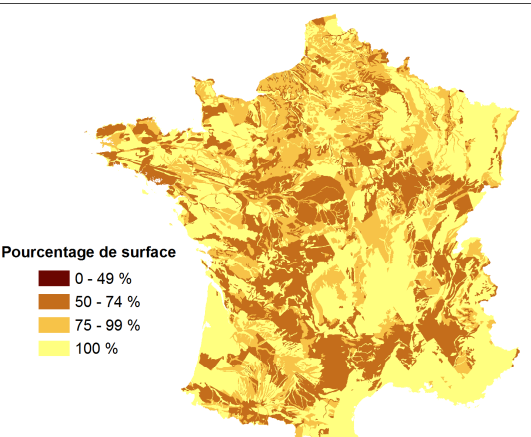 Pourcentage de surface
0 - 49 %
50 - 74 %
75 - 99 %
100 %